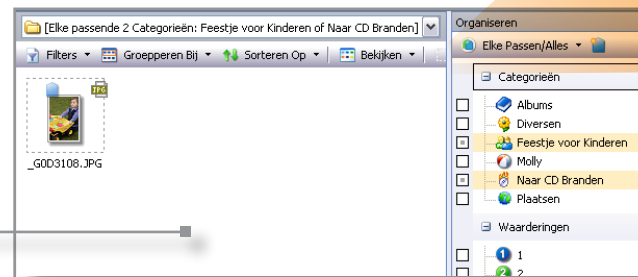 [Elke passende 2 Categorieën: Feestje voor Kinderen of Naar CD Branden]
Filters Groepperen Bij Sorteren Op Bekijken
JPG
_G0D3108.JPG
Organiseren
Elke Passen/Alles
Categorieën
Albums
Diversen
Feestje voor Kinderen
Molly
Naar CD Branden
Plaatsen
Waarderingen
1 1
2 2